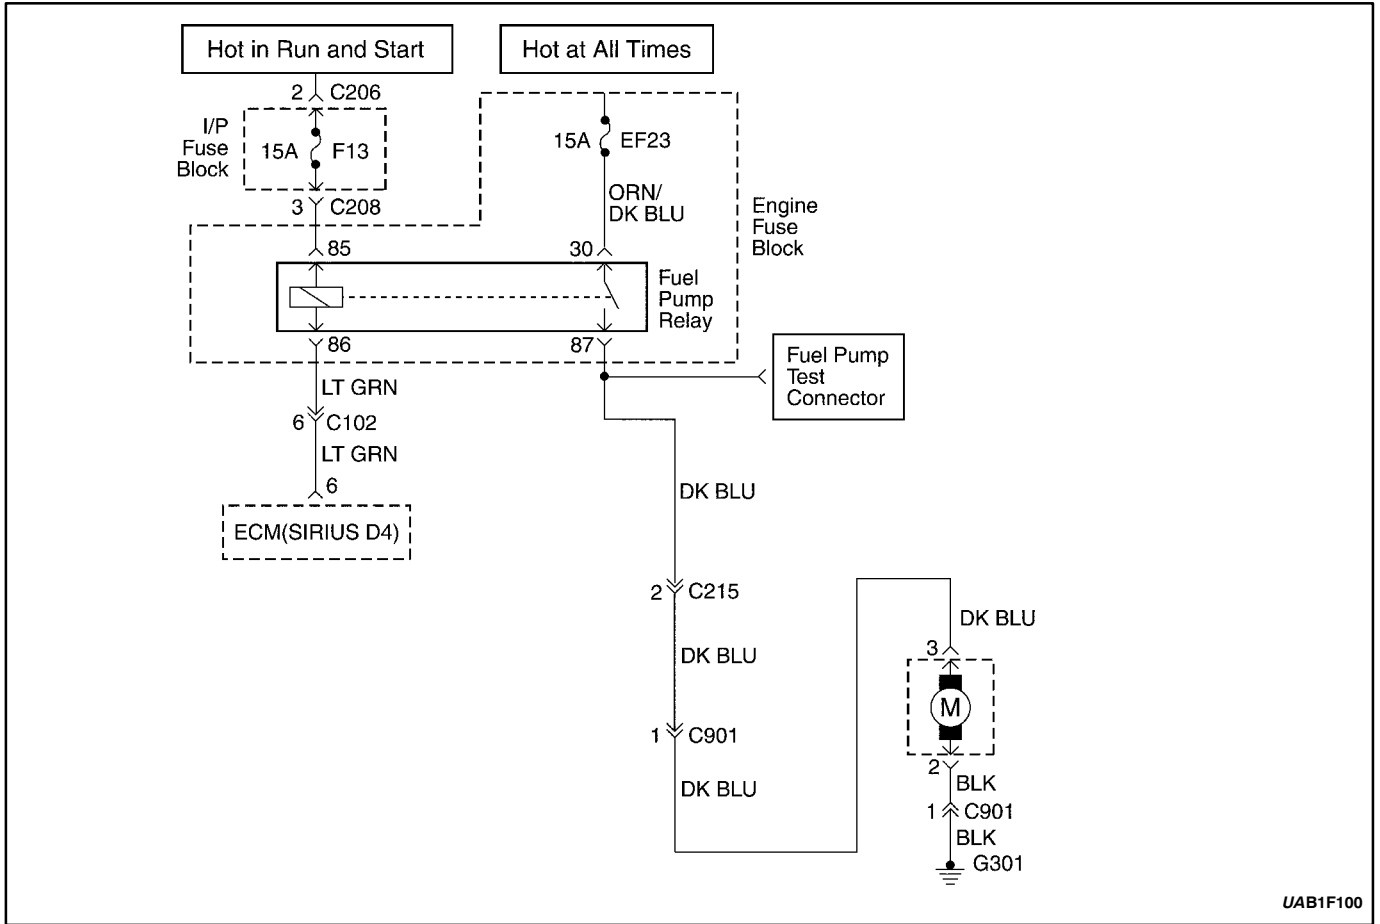 Hot in Run and Start
Hot at All Times
2 C206
I/P
Fuse
Block
15A F13
15A EF23
3 C208
ORN/
DK BLU
Engine
Fuse
Block
85
30
Fuel
Pump
Relay
86
87
Fuel Pump
Test
Connector
LT GRN
6 C102
LT GRN
6
ECM(SIRIUS D4)
DK BLU
2 C215
DK BLU
DK BLU
3
M
1 C901
2
BLK
DK BLU
1 C901
BLK
G301
UAB1F100